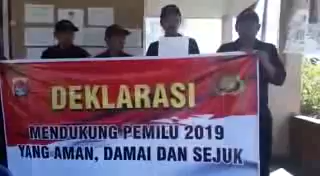 DEKLARASI
MENDUKUNG PEMILU 2019
YANG AMAN, DAMAI DAN SEJUK